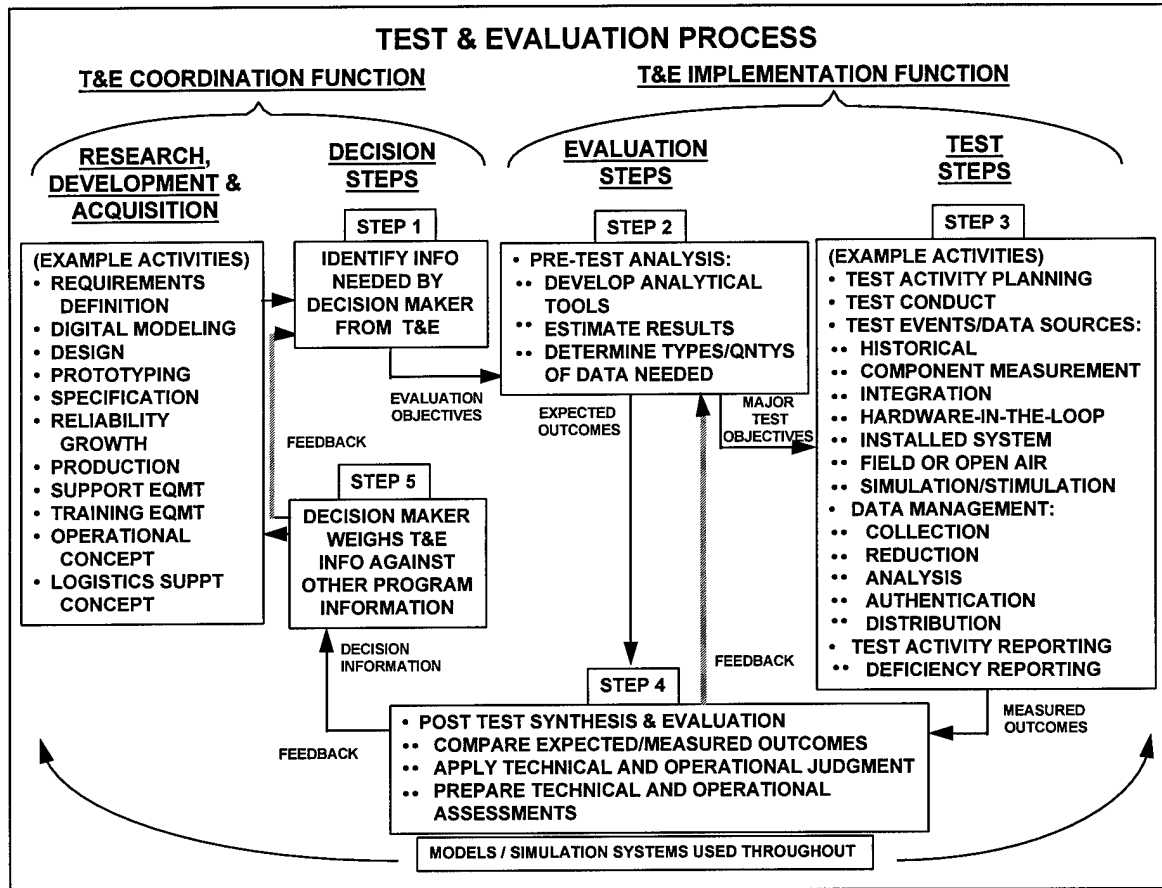 TEST & EVALUATION PROCESS
T&E COORDINATION FUNCTION
T&E IMPLEMENTATION FUNCTION
RESEARCH,
DEVELOPMENT &
ACQUISITION
(EXAMPLE ACTIVITIES)
• REQUIREMENTS
DEFINITION
• DIGITAL MODELING
• DESIGN
• PROTOTYPING
• SPECIFICATION
• RELIABILITY
GROWTH
• PRODUCTION
• SUPPORT EQMT
• TRAINING EQMT
• OPERATIONAL
CONCEPT
• LOGISTICS SUPPT
CONCEPT
DECISION
STEPS
STEP 1
IDENTIFY INFO
NEEDED BY
DECISION MAKER
FROM T&E
EVALUATION
OBJECTIVES
FEEDBACK
STEP 5
DECISION MAKER
WEIGHS T&E
INFO AGAINST
OTHER PROGRAM
INFORMATION
DECISION
INFORMATION
FEEDBACK
EVALUATION
STEPS
STEP 2
• PRE-TEST ANALYSIS:
•• DEVELOP ANALYTICAL
TOOLS
•• ESTIMATE RESULTS
•• DETERMINE TYPES/QNTYS
OF DATA NEEDED
EXPECTED
OUTCOMES
MAJOR
TEST
OBJECTIVES
FEEDBACK
TEST
STEPS
STEP 3
(EXAMPLE ACTIVITIES)
• TEST ACTIVITY PLANNING
• TEST CONDUCT
• TEST EVENTS/DATA SOURCES:
•• HISTORICAL
•• COMPONENT MEASUREMENT
•• INTEGRATION
•• HARDWARE-IN-THE-LOOP
•• INSTALLED SYSTEM
•• FIELD OR OPEN AIR
•• SIMULATION/STIMULATION
• DATA MANAGEMENT:
•• COLLECTION
•• REDUCTION
•• ANALYSIS
•• AUTHENTICATION
•• DISTRIBUTION
• TEST ACTIVITY REPORTING
•• DEFICIENCY REPORTING
MEASURED
OUTCOMES
STEP 4
• POST TEST SYNTHESIS & EVALUATION
•• COMPARE EXPECTED/MEASURED OUTCOMES
•• APPLY TECHNICAL AND OPERATIONAL JUDGMENT
•• PREPARE TECHNICAL AND OPERATIONAL
ASSESSMENTS
MODELS / SIMULATION SYSTEMS USED THROUGHOUT